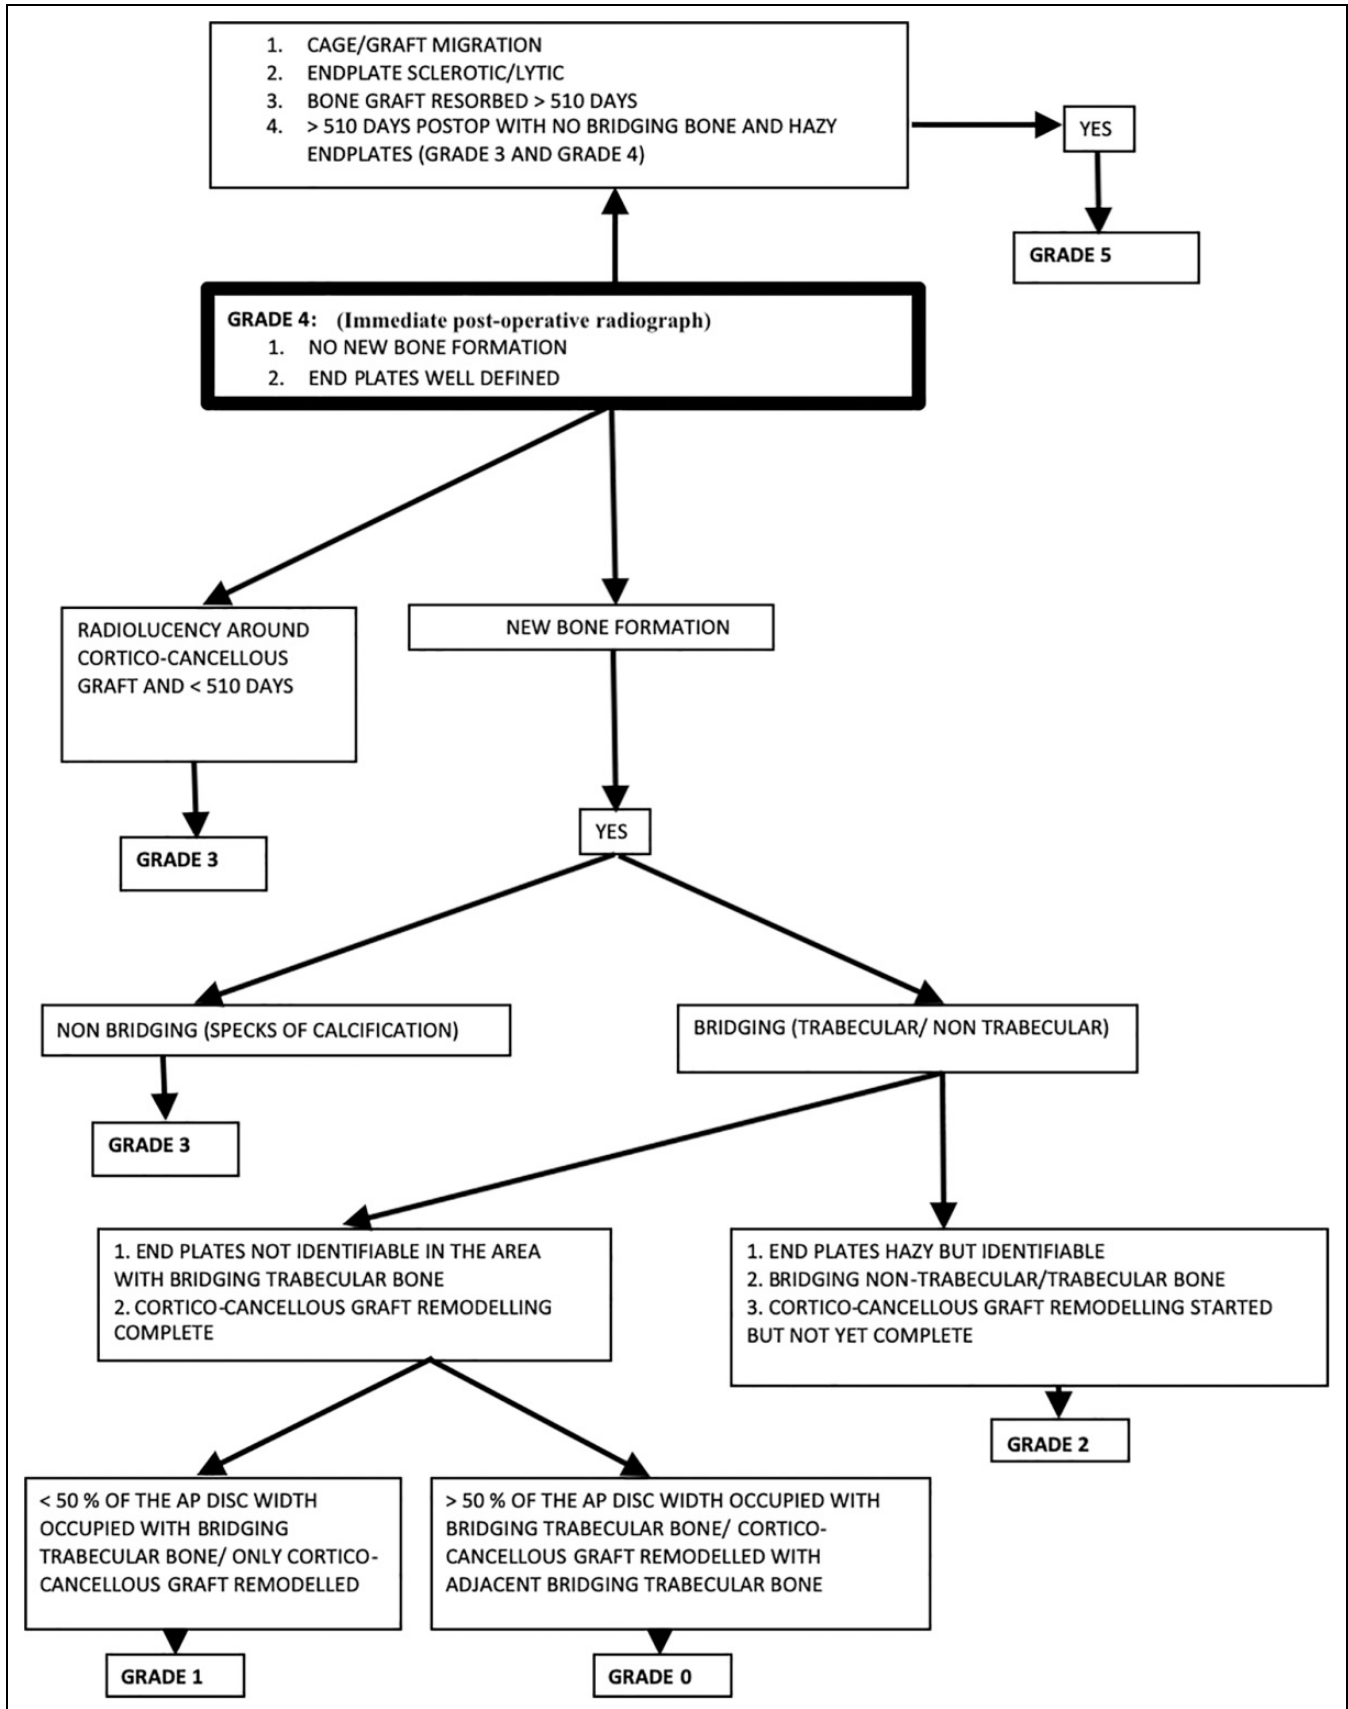 1. CAGE/GRAFT MIGRATION
2. ENDPLATE SCLEROTIC/LYTIC
3. BONE GRAFT RESORBED > 510 DAYS
4. > 510 DAYS POSTOP WITH NO BRIDGING BONE AND HAZY
ENDPLATES (GRADE 3 AND GRADE 4)
YES
GRADE 5
GRADE 4: (Immediate post-operative radiograph)
1. NO NEW BONE FORMATION
2. END PLATES WELL DEFINED
RADIOLUCENCY AROUND
CORTICO-CANCELLOUS
GRAFT AND < 510 DAYS
NEW BONE FORMATION
GRADE 3
YES
NON BRIDGING (SPECKS OF CALCIFICATION)
BRIDGING (TRABECULAR/ NON TRABECULAR)
GRADE 3
1. END PLATES NOT IDENTIFIABLE IN THE AREA
WITH BRIDGING TRABECULAR BONE
2. CORTICO-CANCELLOUS GRAFT REMODELLING
COMPLETE
1. END PLATES HAZY BUT IDENTIFIABLE
2. BRIDGING NON-TRABECULAR/TRABECULAR BONE
3. CORTICO-CANCELLOUS GRAFT REMODELLING STARTED
BUT NOT YET COMPLETE
GRADE 2
< 50 % OF THE AP DISC WIDTH
OCCUPIED WITH BRIDGING
TRABECULAR BONE/ ONLY CORTICO-
CANCELLOUS GRAFT REMODELLED
> 50 % OF THE AP DISC WIDTH OCCUPIED WITH
BRIDGING TRABECULAR BONE/ CORTICO-
CANCELLOUS GRAFT REMODELLED WITH
ADJACENT BRIDGING TRABECULAR BONE
GRADE 1
GRADE 0